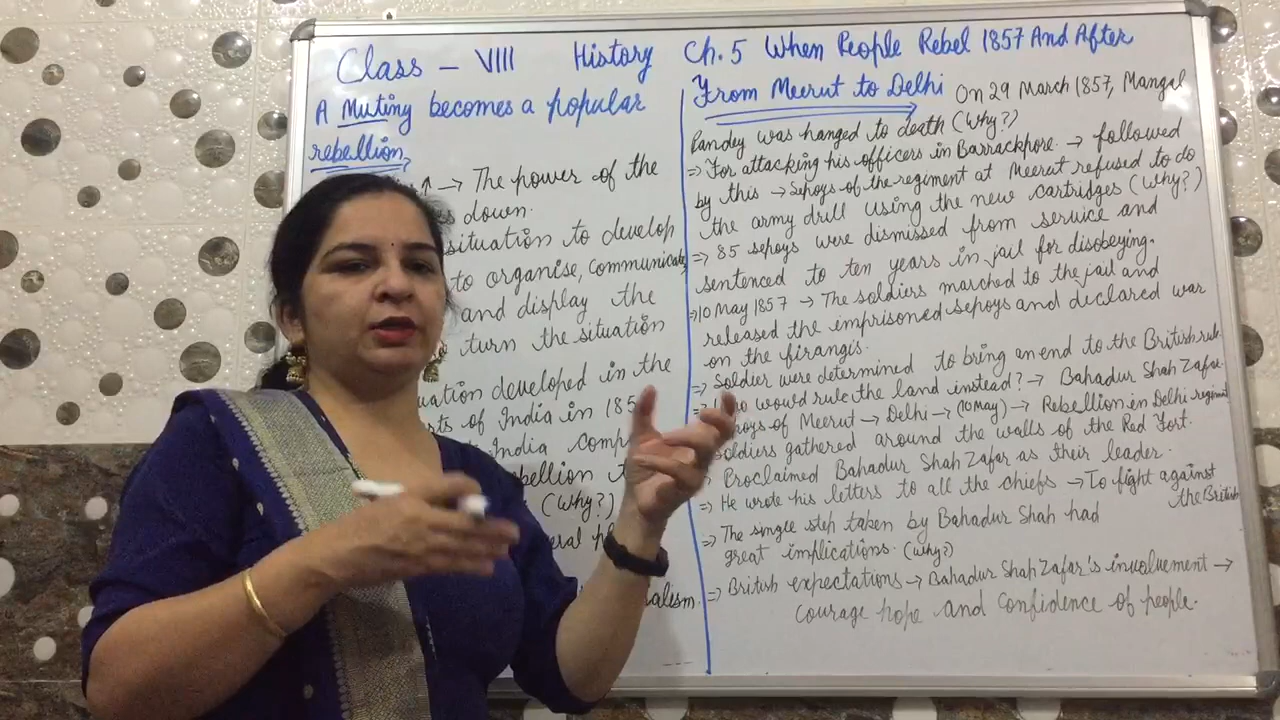 Class – VIII History Ch. 5 When People Rebel 1857 And After
A Mutiny becomes a popular
rebellion
→ The power of the
down.
situation to develop
to organise, communicate,
and display the
turn the situation
developed in the
of India in 185
India
(Why?)
From Meerut to Delhi On 29 March 1857, Mangal
Pandey was hanged to death (Why?)
⇒ For attacking his officers in Barrackpore. → followed
by this → Sepoys of the regiment at Meerut refused to do
the army drill using the new cartridges (Why?)
⇒ 85 sepoys were dismissed from service and
sentenced to ten years in jail for disobeying.
⇒ 10 May 1857 → The soldiers marched to the jail and
released the imprisoned sepoys and declared war
on the firangis.
⇒ Soldier were determined to bring an end to the British rule.
would rule the land instead? → Bahadur Shah Zafar.
of Meerut → Delhi → (10 May) → Rebellion in Delhi regiment
Soldiers gathered around the walls of the Red Fort.
Proclaimed Bahadur Shah Zafar as their leader.
⇒ He wrote his letters to all the chiefs → To fight against
the British
⇒ The single step taken by Bahadur Shah had
great implications. (Why?)
⇒ British expectations → Bahadur Shah Zafar's involvement →
courage hope and confidence of people.